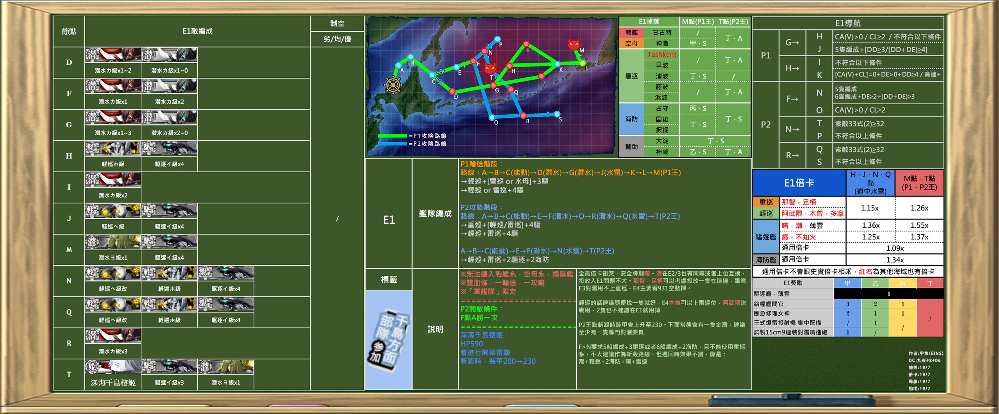 節點
E1敵編成
制空
劣/均/優
D
潜水カ級x1~2
潜水カ級x1~0
F
潜水カ級x1
潜水カ級x2
G
潜水カ級x1~3
潜水カ級x2~0
H
軽巡ホ級
駆逐イ級x4
I
潜水カ級x2
J
軽巡ヘ級
駆逐イ級x4
/
M
潜水ヨ級x1
駆逐イ級x4
N
軽巡ヘ級改
軽巡ホ級
駆逐イ級x4
Q
軽巡ヘ級改
軽巡ホ級
駆逐イ級x4
R
潜水カ級x3
T
深海千島棲姫
駆逐イ級x3
潜水ヨ級x1
A
B
C
D
E
F
G
H
I
J
K
L
M
N
O
P
Q
R
S
T
=P1攻略路線
=P2攻略路線
E1掉落 M點(P1王) T點(P2王)
戰艦 甘古特 / 丁．A
空母 神鷹 甲．S
驅逐
Tashkent / 丁．A
早波
浦波 丁．S /
藤波 / 丁．A
浜波
海防
占守 丙．S 丁．S
国後 丁．S
択捉
輔助
大淀 丁．S
神威 乙．S 丁．A
E1導航
P1
G→
H CA(V)>0 / CL≥2 / 不符合以下條件
J 5隻編成+[DD≥3/(DD+DE)≥4]
H→
I 不符合以下條件
K [CA(V)+CL]=0+DE>0+DD≥4 / 高速+
P2
F→
N 5隻編成
6隻編成+DE≥2+(DD+DE)≥3
O CA(V)>0 / CL≥2
N→
T 索敵33式(2)≥32
P 不符合以上條件
R→
Q 索敵33式(2)≥32
S 不符合以上條件
E1
艦隊編成
P1輸送階段：
路線：A→B→C(能動)→D(潛水)→G(潛水)→J(水雷)→K→L→M(P1王)
→輕巡+[雷巡 or 水母]+3驅
→輕巡 or 雷巡+4驅
P2攻略階段：
路線：A→B→C(能動)→E→F(潛水)→O→R(潛水)→Q(水雷)→T(P2王)
→重巡+[輕巡/雷巡]+4驅
→輕巡+雷巡+4驅
A→B→C(能動)→E→F(潛水)→N(水雷)→T(P2王)
→輕巡+雷巡+2驅逐+2海防
標籤
千島方面
部隊
参加
說明
※無法編入戰艦系．空母系．揚陸艦
※雙血條．一輸送．一攻略
※「單艦隊」限定
======================
P2開啟條件：
F點A勝一次
======================
深海千島棲姬：
HP590
會進行開幕雷擊
斬殺時．裝甲200→230
全員倍卡衝突．安全牌剩曙。潮在E2/3也有同等或者上位互換．
投放入E1問題不大。那智．足柄可以考慮投放一隻在這邊．畢竟
E3對潛用不上重巡．E4主要看931空發揮。
輕巡的話建議隨便找一隻就好．E4木曾可以上雷巡位．阿武隈決
戰用．2隻也不建議在E1就用掉
P2王點斬殺時裝甲會上升至230。下面常態會有一隻金潛．建議
至少有一隻專門對潛要員
F>N要求5船編成+3驅逐或者6船編成+2海防．且不能使用重巡
系．不太建議作為斬殺路線．但週回時效果不錯．像是：
潮+輕巡+2海防+曙+雷巡
E1倍卡
H．J．N．Q
點
(道中水雷)
M點．T點
(P1．P2王)
重巡 那智．足柄 1.15x 1.26x
輕巡 阿武隈．木曾．多摩
驅逐艦
曙．潮．薄雲 1.36x 1.55x
霞．不知火 1.25x 1.37x
通用倍卡 1.09x
海防艦 通用倍卡 1.34x
通用倍卡不會跟史實倍卡相乘．紅名為其他海域也有倍卡
E1獎勵 甲 乙 丙 丁
驅逐艦．薄雲 1
給糧艦間宮 3 2 1 /
應急修理女神 2 1 1
三式爆雷投射機 集中配備 / 1 /
試製15cm9連裝對潛噴進砲 1 /
作者:甲魚(EINS)
DC:九夜#8406
掉落:19/7
倍卡:19/7
導航:19/7
說明:19/7